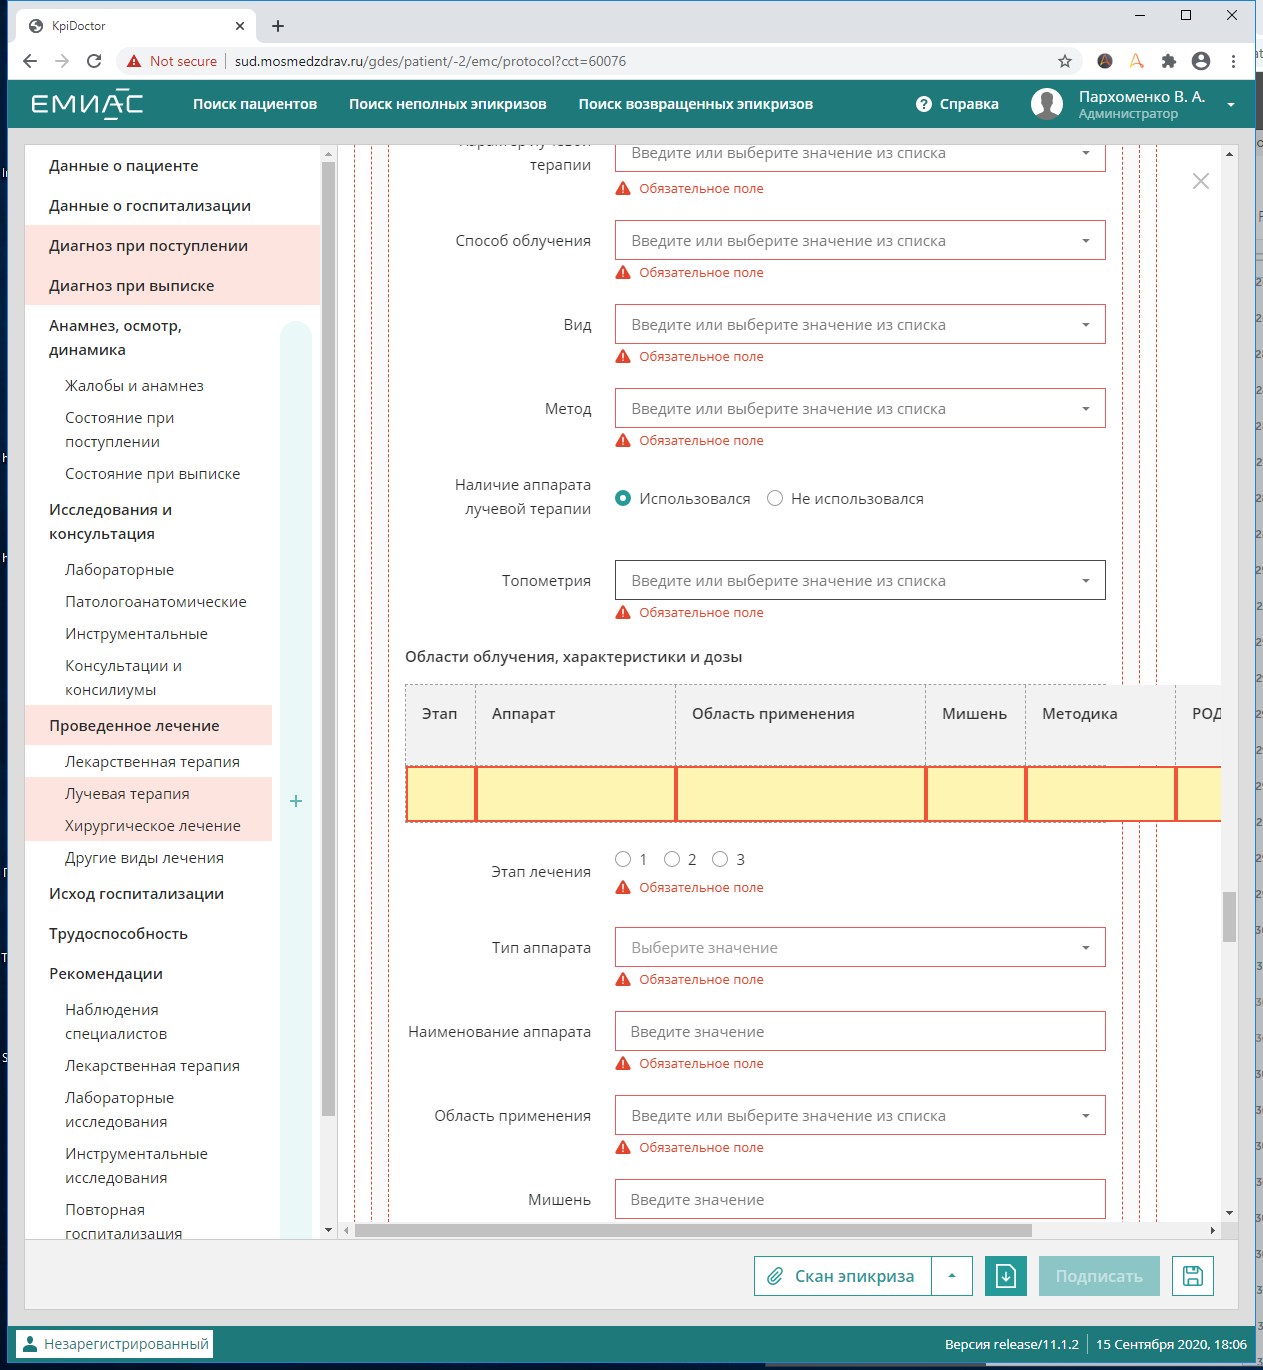 KpiDoctor
Not secure | sud.mosmedzdrav.ru/gdes/patient/-2/emc/protocol?cct=60076
ЕМИАС
Поиск пациентов
Поиск неполных эпикризов
Поиск возвращенных эпикризов
Справка
Пархоменко В. А.
Администратор
Данные о пациенте
Данные о госпитализации
Диагноз при поступлении
Диагноз при выписке
Анамнез, осмотр,
динамика
Жалобы и анамнез
Состояние при
поступлении
Состояние при выписке
Исследования и
консультация
Лабораторные
Патологоанатомические
Инструментальные
Консультации и
консилиумы
Проведенное лечение
Лекарственная терапия
Лучевая терапия
Хирургическое лечение
Другие виды лечения
Исход госпитализации
Трудоспособность
Рекомендации
Наблюдения
специалистов
Лекарственная терапия
Лабораторные
исследования
Инструментальные
исследования
Повторная
госпитализация
Характер лучевой
терапии
Введите или выберите значение из списка
Обязательное поле
Способ облучения
Введите или выберите значение из списка
Обязательное поле
Вид
Введите или выберите значение из списка
Обязательное поле
Метод
Введите или выберите значение из списка
Обязательное поле
Наличие аппарата
лучевой терапии
Использовался
Не использовался
Топометрия
Введите или выберите значение из списка
Обязательное поле
Области облучения, характеристики и дозы
Этап
Аппарат
Область применения
Мишень
Методика
РОД
Этап лечения
1
2
3
Обязательное поле
Тип аппарата
Выберите значение
Обязательное поле
Наименование аппарата
Введите значение
Обязательное поле
Область применения
Введите или выберите значение из списка
Обязательное поле
Мишень
Введите значение
Скан эпикриза
Подписать
Незарегистрированный
Версия release/11.1.2
15 Сентября 2020, 18:06